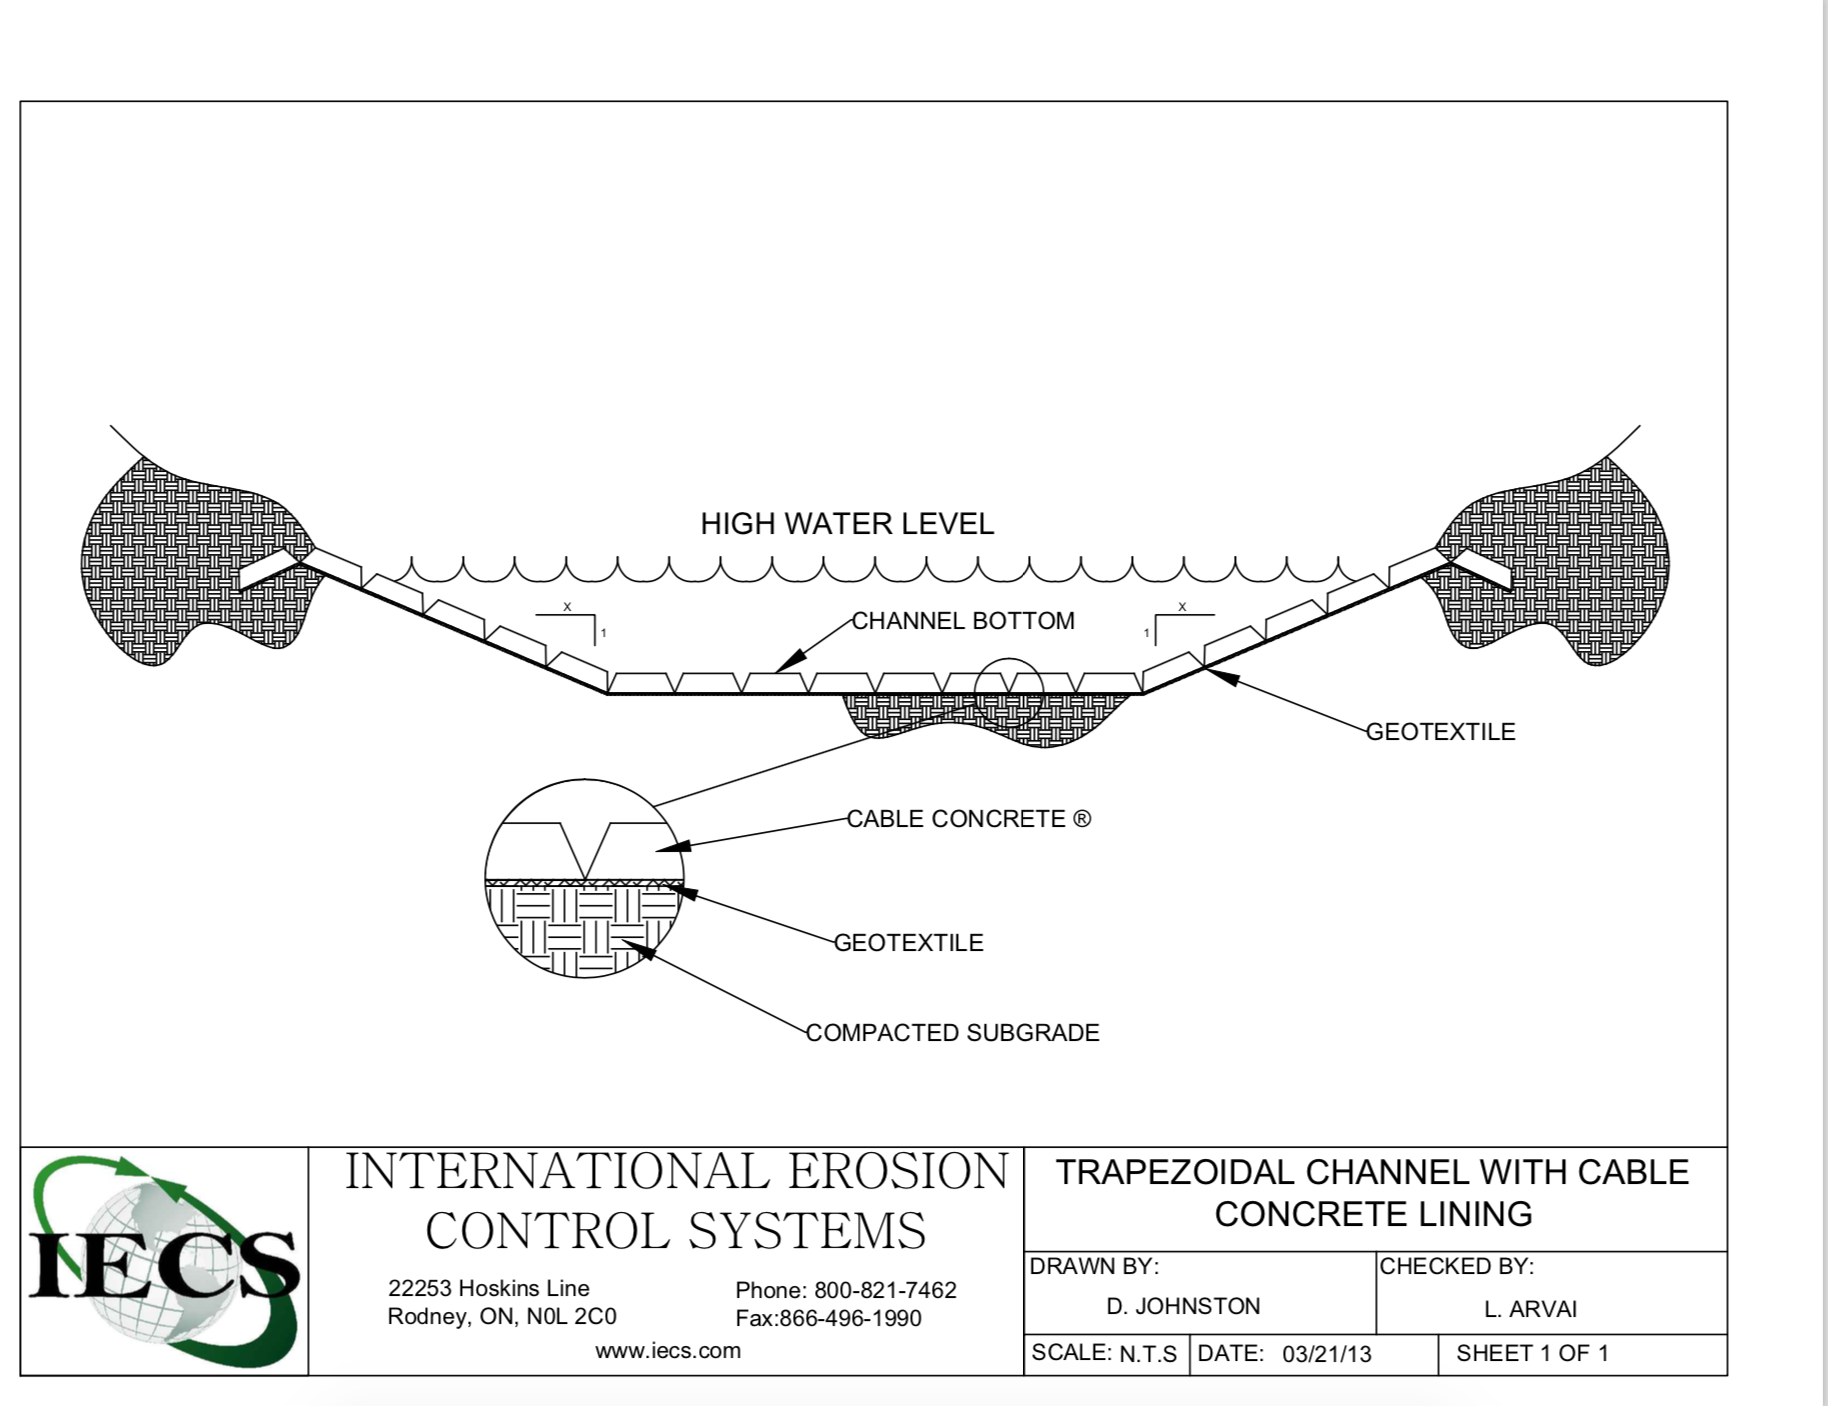 HIGH WATER LEVEL
X
1
X
1
CHANNEL BOTTOM
GEOTEXTILE
CABLE CONCRETE ®
GEOTEXTILE
COMPACTED SUBGRADE
IECS
INTERNATIONAL EROSION
CONTROL SYSTEMS
22253 Hoskins Line
Rodney, ON, N0L 2C0
Phone: 800-821-7462
Fax:866-496-1990
www.iecs.com
TRAPEZOIDAL CHANNEL WITH CABLE
CONCRETE LINING
DRAWN BY:
D. JOHNSTON
CHECKED BY:
L. ARVAI
SCALE: N.T.S
DATE: 03/21/13
SHEET 1 OF 1